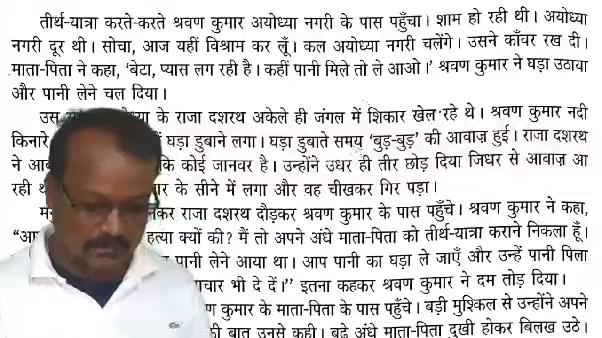 तीर्थ-यात्रा करते-करते श्रवण कुमार अयोध्या नगरी के पास पहुँचा। शाम हो रही थी। अयोध्या
नगरी दूर थी। सोचा, आज यहीं विश्राम कर लूँ। कल अयोध्या नगरी चलेंगे। उसने काँवर रख दी।
माता-पिता ने कहा, ‘बेटा, प्यास लग रही है। कहीं पानी मिले तो ले आओ।’ श्रवण कुमार ने घड़ा उठाया
और पानी लेने चल दिया।
के राजा दशरथ अकेले ही जंगल में शिकार खेल रहे थे। श्रवण कुमार नदी
किनारे घड़ा डुबाने लगा। घड़ा डुबाते समय ‘बुड़-बुड़’ की आवाज़ हुई। राजा दशरथ
ने कि कोई जानवर है। उन्होंने उधर ही तीर छोड़ दिया जिधर से आवाज़ आ
रही के सीने में लगा और वह चीखकर गिर पड़ा।
राजा दशरथ दौड़कर श्रवण कुमार के पास पहुँचे। श्रवण कुमार ने कहा,
हत्या क्यों की? मैं तो अपने अंधे माता-पिता को तीर्थ-यात्रा कराने निकला हूँ।
पानी लेने आया था। आप पानी का घड़ा ले जाएँ और उन्हें पानी पिला
भी दे दें।’’ इतना कहकर श्रवण कुमार ने दम तोड़ दिया।
कुमार के माता-पिता के पास पहुँचे। बड़ी मुश्किल से उन्होंने अपने
की बात उनसे कही। बूढ़े अंधे माता-पिता दुखी होकर बिलख उठे।